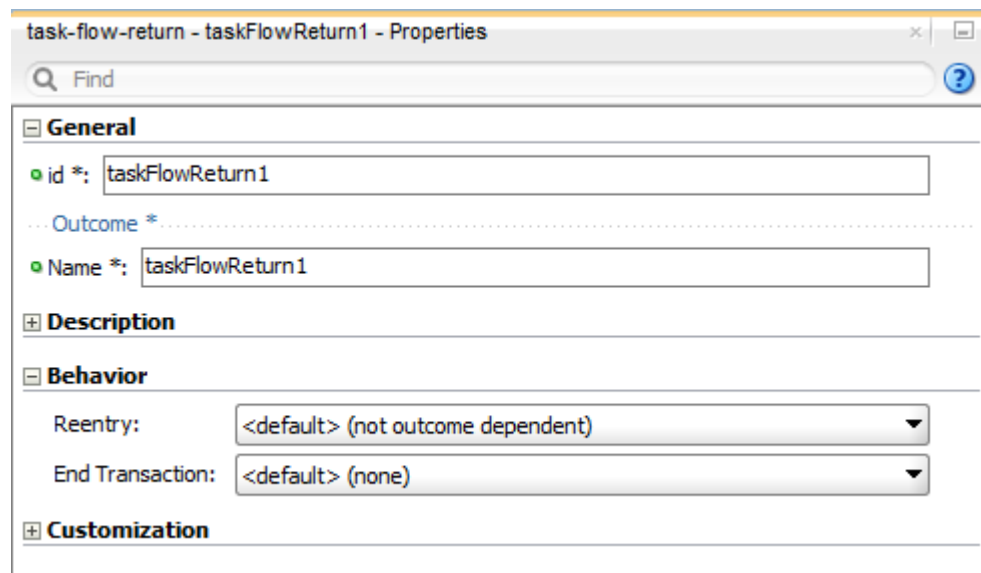 task-flow-return - taskFlowReturn1 - Properties
Find
General
id *: taskFlowReturn1
Outcome *
Name *: taskFlowReturn1
Description
Behavior
Reentry: <default> (not outcome dependent)
End Transaction: <default> (none)
Customization